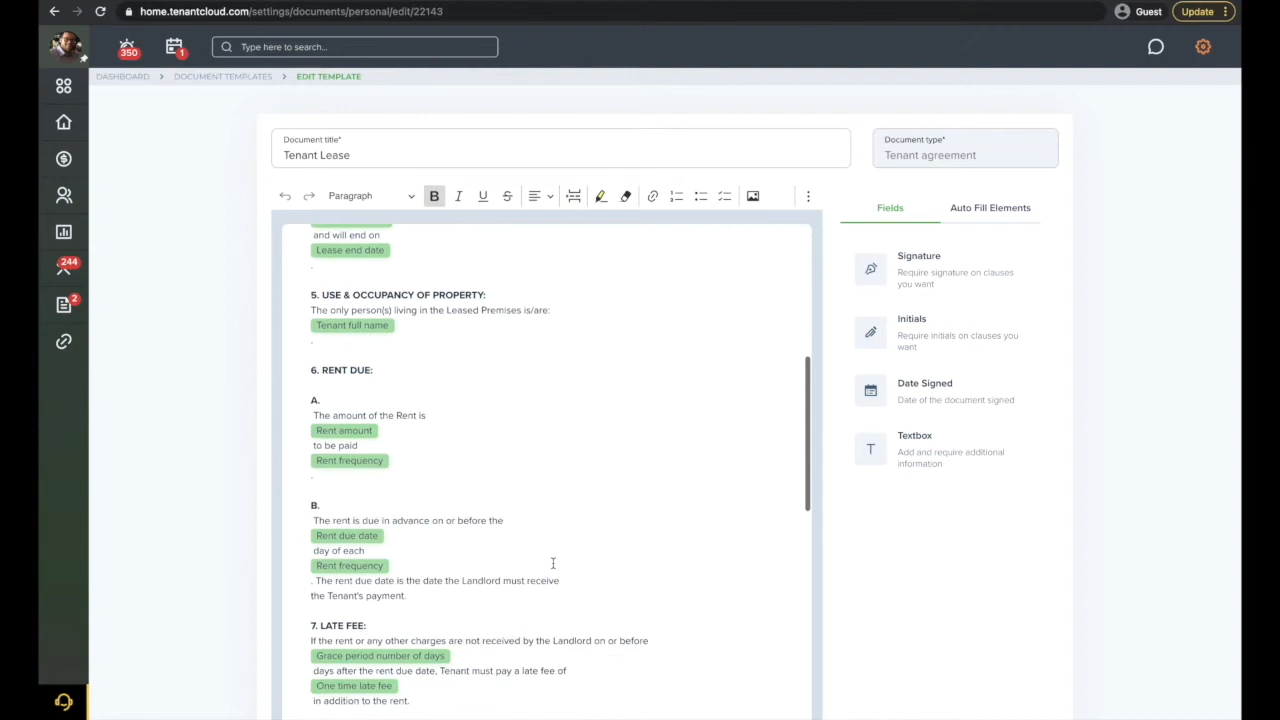 home.tenantcloud.com/settings/documents/personal/edit/22143
Guest
Update
350
1
Type here to search...
DASHBOARD > DOCUMENT TEMPLATES > EDIT TEMPLATE
Document title*
Tenant Lease
Document type*
Tenant agreement
Paragraph
B I U S
Fields
Auto Fill Elements
244
2
and will end on
Lease end date
.
5. USE & OCCUPANCY OF PROPERTY:
The only person(s) living in the Leased Premises is/are:
Tenant full name
.
6. RENT DUE:
A.
The amount of the Rent is
Rent amount
to be paid
Rent frequency
.
B.
The rent is due in advance on or before the
Rent due date
day of each
Rent frequency
. The rent due date is the date the Landlord must receive
the Tenant's payment.
7. LATE FEE:
If the rent or any other charges are not received by the Landlord on or before
Grace period number of days
days after the rent due date, Tenant must pay a late fee of
One time late fee
in addition to the rent.
Signature
Require signature on clauses
you want
Initials
Require initials on clauses you
want
Date Signed
Date of the document signed
T
Textbox
Add and require additional
information